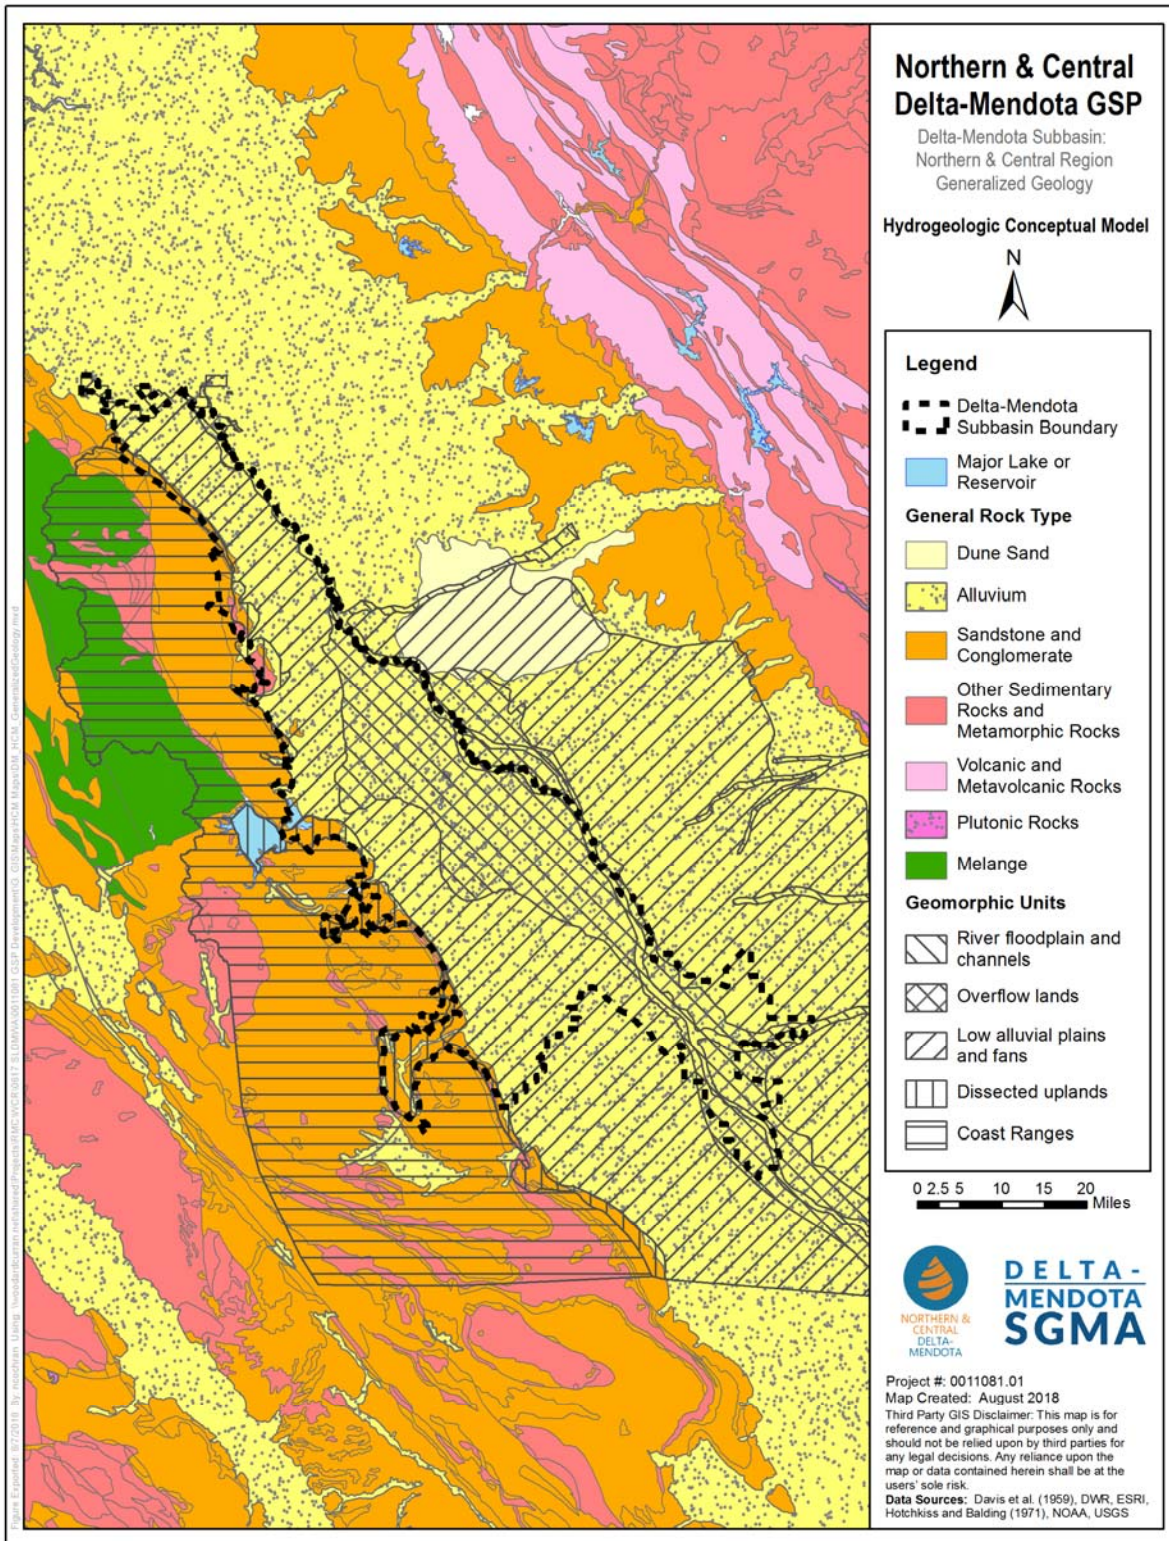 Northern & Central
Delta-Mendota GSP
Delta-Mendota Subbasin:
Northern & Central Region
Generalized Geology
Hydrogeologic Conceptual Model
N
Legend
Delta-Mendota
Subbasin Boundary
Major Lake or
Reservoir
General Rock Type
Dune Sand
Alluvium
Sandstone and
Conglomerate
Other Sedimentary
Rocks and
Metamorphic Rocks
Volcanic and
Metavolcanic Rocks
Plutonic Rocks
Melange
Geomorphic Units
River floodplain and
channels
Overflow lands
Low alluvial plains
and fans
Dissected uplands
Coast Ranges
0 2.5 5 10 15 20
Miles
NORTHERN &
CENTRAL
DELTA-
MENDOTA
DELTA-
MENDOTA
SGMA
Project #: 0011081.01
Map Created: August 2018
Third Party GIS Disclaimer: This map is for
reference and graphical purposes only and
should not be relied upon by third parties for
any legal decisions. Any reliance upon the
map or data contained herein shall be at the
users' sole risk.
Data Sources: Davis et al. (1959), DWR, ESRI,
Hotchkiss and Balding (1971), NOAA, USGS
Figure Exported